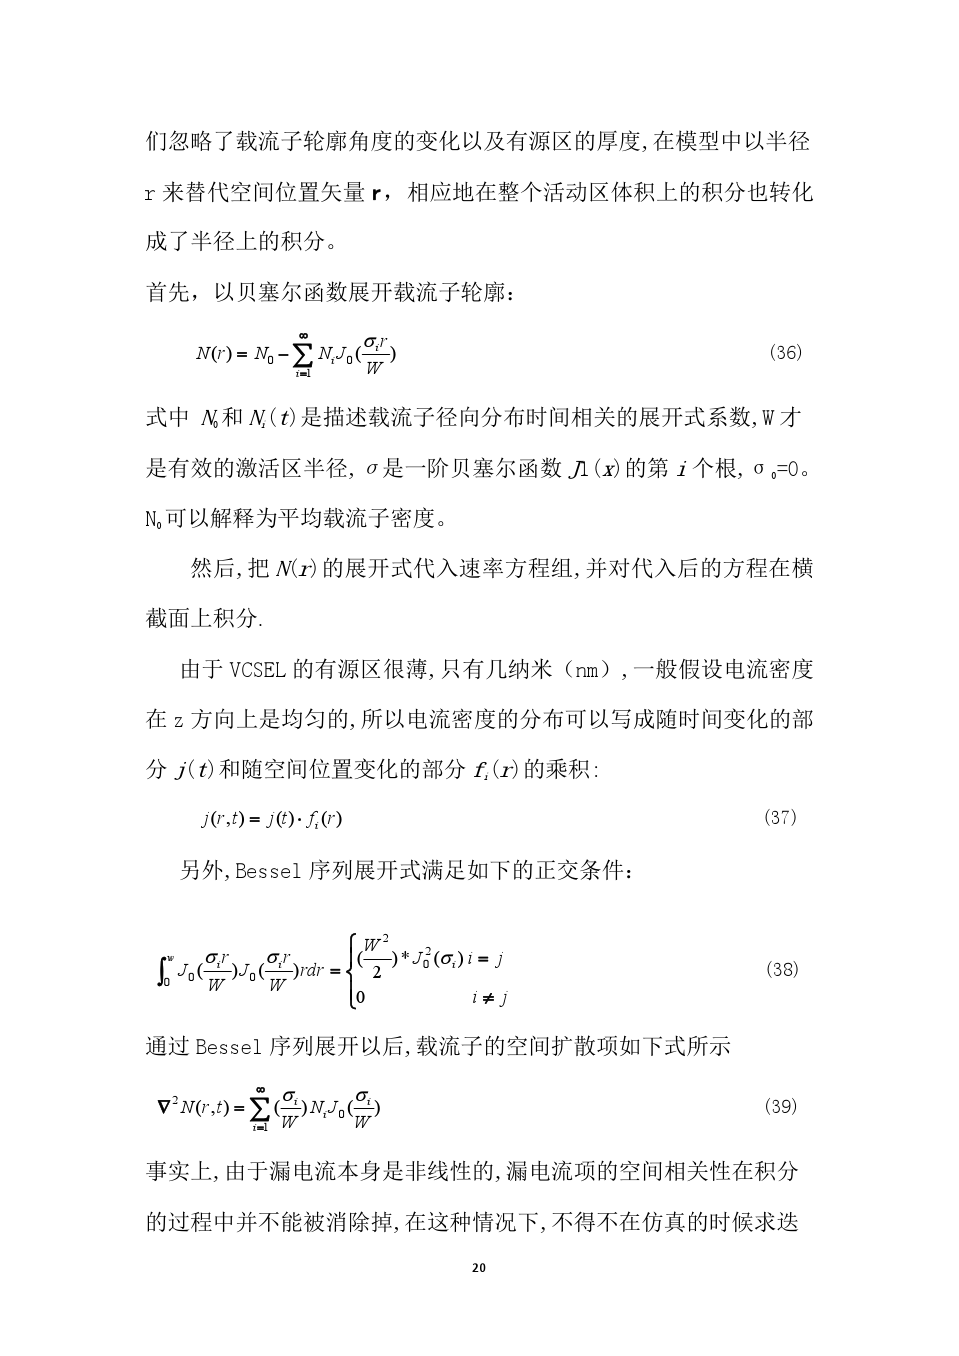 们忽略了载流子轮廓角度的变化以及有源区的厚度,在模型中以半径
r 来替代空间位置矢量 r，相应地在整个活动区体积上的积分也转化
成了半径上的积分。
首先，以贝塞尔函数展开载流子轮廓：
N(r) = N₀ − ∑_{i=1}^{∞} NᵢJ₀(σᵢr/W) (36)
式中 N₀和 Nᵢ(t)是描述载流子径向分布时间相关的展开式系数,W 才
是有效的激活区半径,σ是一阶贝塞尔函数 J1(x)的第 i 个根,σ₀=0。
N₀可以解释为平均载流子密度。
然后,把 N(r)的展开式代入速率方程组,并对代入后的方程在横
截面上积分.
由于 VCSEL 的有源区很薄,只有几纳米（nm）,一般假设电流密度
在 z 方向上是均匀的,所以电流密度的分布可以写成随时间变化的部
分 j(t)和随空间位置变化的部分 fᵢ(r)的乘积:
j(r,t) = j(t)·fᵢ(r) (37)
另外,Bessel 序列展开式满足如下的正交条件：
∫₀^w J₀(σᵢr/W)J₀(σᵢr/W)rdr = { (W²/2)*J₀²(σᵢ) i = j (38)
0 i ≠ j
通过 Bessel 序列展开以后,载流子的空间扩散项如下式所示
∇²N(r,t) = ∑_{i=1}^{∞} (σᵢ/W)NᵢJ₀(σᵢ/W) (39)
事实上,由于漏电流本身是非线性的,漏电流项的空间相关性在积分
的过程中并不能被消除掉,在这种情况下,不得不在仿真的时候求迭
20